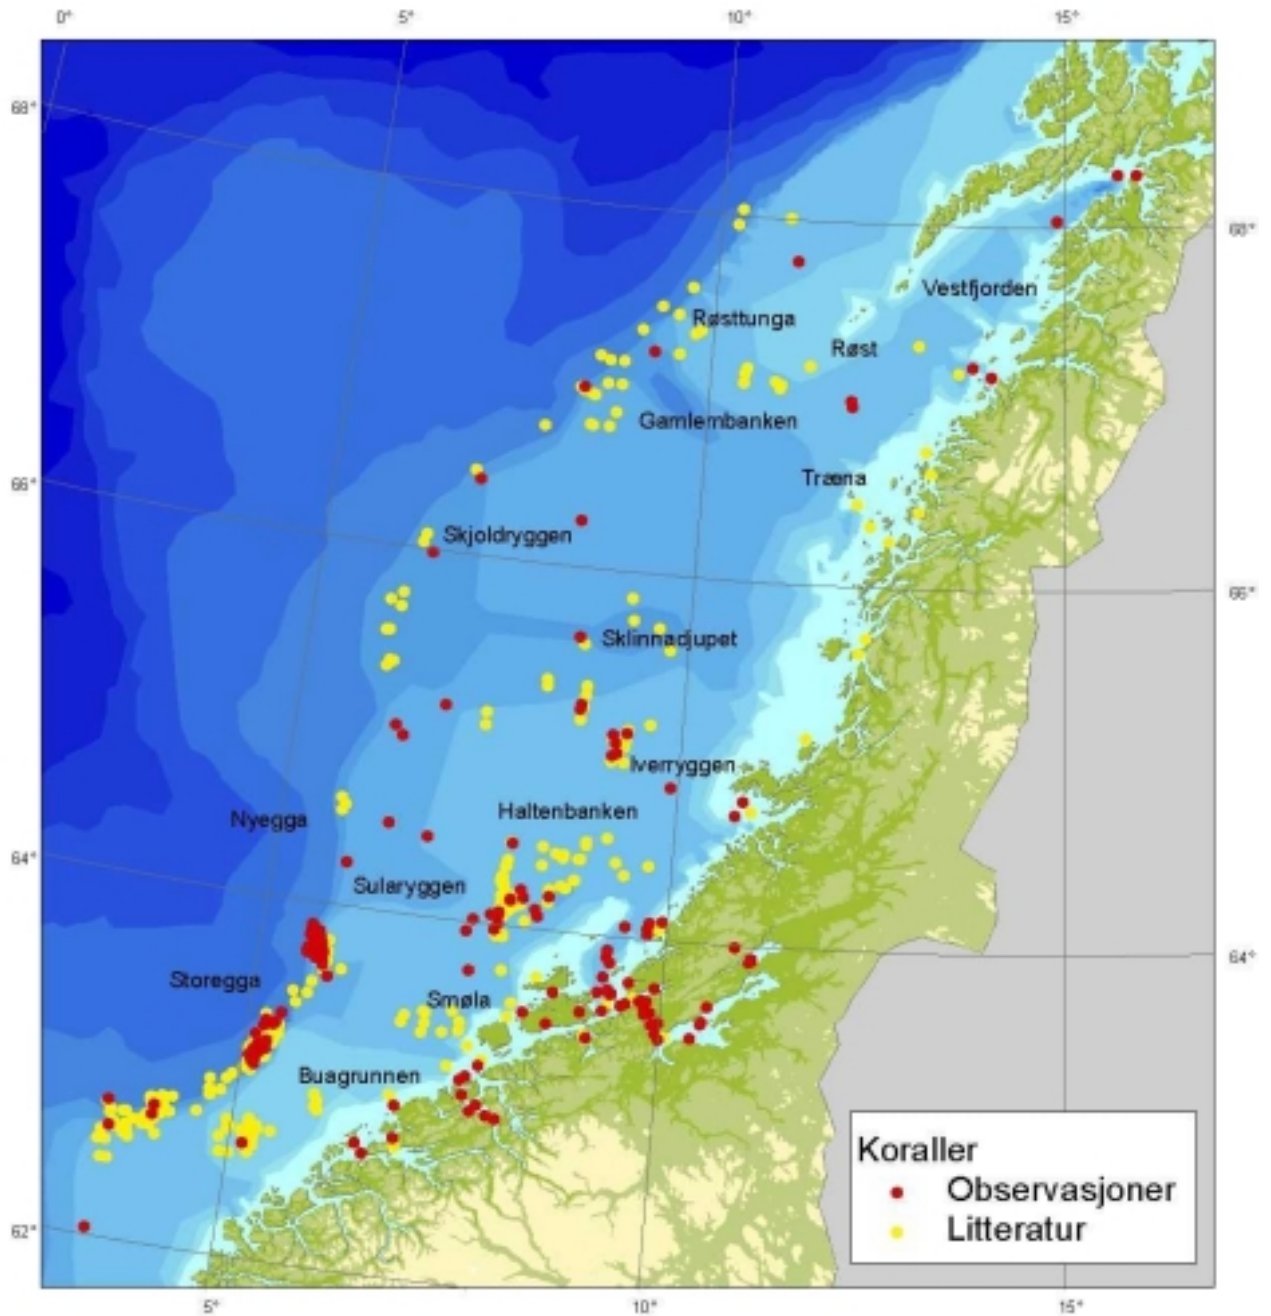 0° 5° 10° 15°
68°
68°
Vestfjorden
Røsttunga
Røst
Gamlembanken
Træna
66°
Skjoldryggen
66°
Sklinnadjupet
Iverryggen
Haltenbanken
Nyegga
64°
Sularyggen
64°
Storegga
Smøla
Buagrunnen
Koraller
Observasjoner
Litteratur
62°
5° 10° 15°